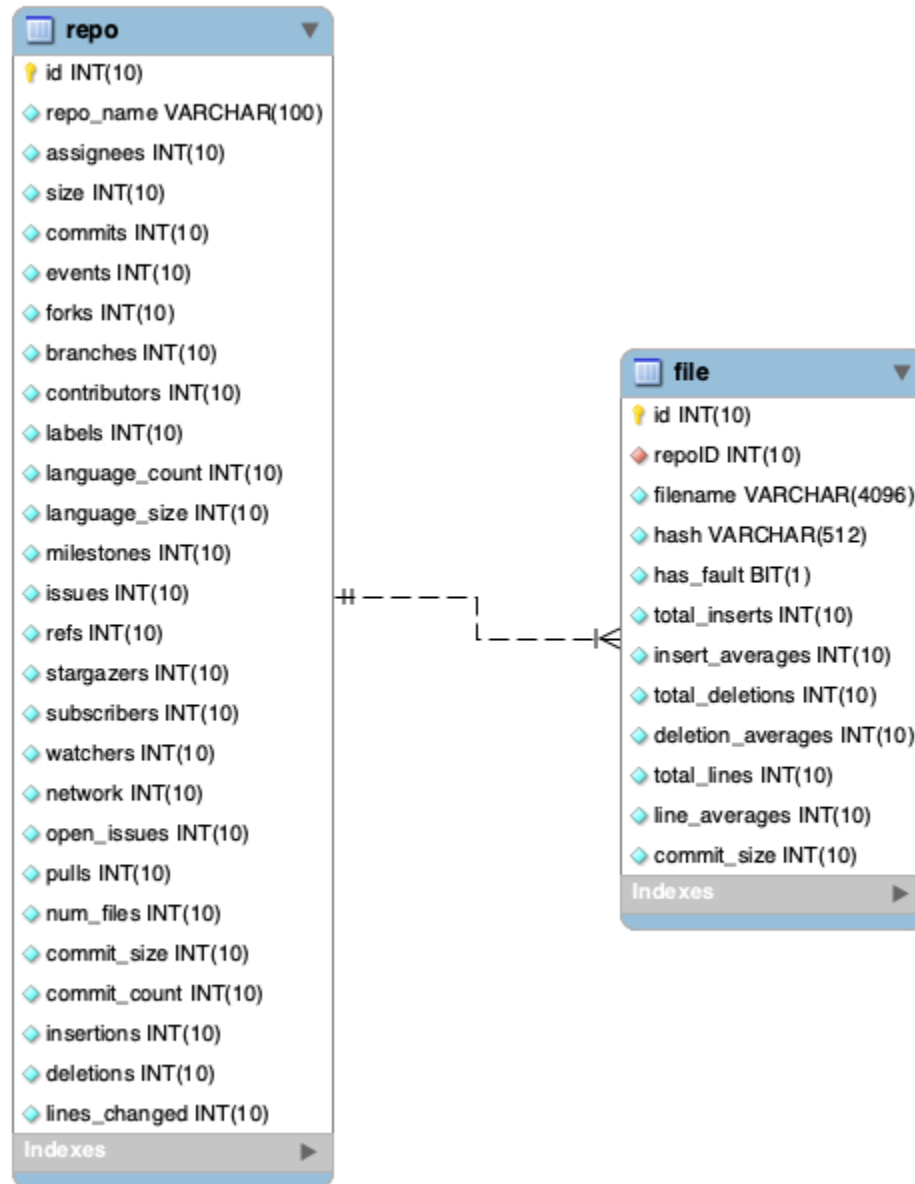 repo
id INT(10)
repo_name VARCHAR(100)
assignees INT(10)
size INT(10)
commits INT(10)
events INT(10)
forks INT(10)
branches INT(10)
contributors INT(10)
labels INT(10)
language_count INT(10)
language_size INT(10)
milestones INT(10)
issues INT(10)
refs INT(10)
stargazers INT(10)
subscribers INT(10)
watchers INT(10)
network INT(10)
open_issues INT(10)
pulls INT(10)
num_files INT(10)
commit_size INT(10)
commit_count INT(10)
insertions INT(10)
deletions INT(10)
lines_changed INT(10)
Indexes
file
id INT(10)
repoID INT(10)
filename VARCHAR(4096)
hash VARCHAR(512)
has_fault BIT(1)
total_inserts INT(10)
insert_averages INT(10)
total_deletions INT(10)
deletion_averages INT(10)
total_lines INT(10)
line_averages INT(10)
commit_size INT(10)
Indexes